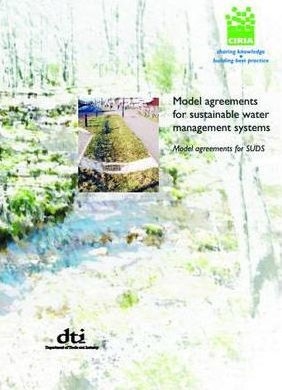 CIRIA
sharing knowledge
building best practice
Model agreements
for sustainable water
management systems
Model agreements for SUDS
dti
Department of Trade and Industry